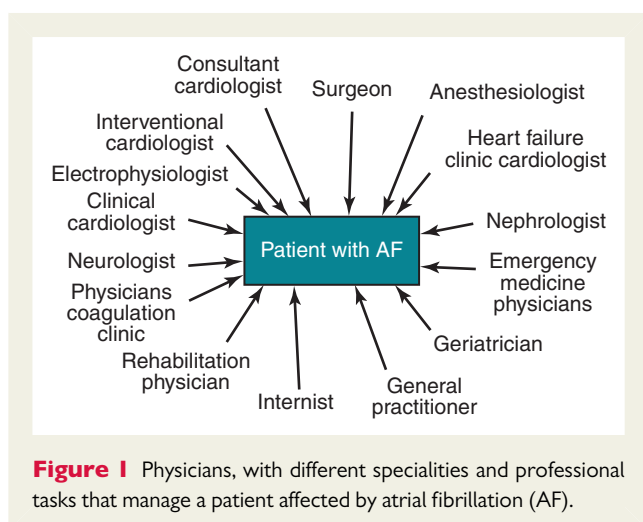 Consultant
cardiologist
Surgeon
Anesthesiologist
Interventional
cardiologist
Heart failure
clinic cardiologist
Electrophysiologist
Clinical
cardiologist
Nephrologist
Patient with AF
Neurologist
Emergency
medicine
physicians
Physicians
coagulation
clinic
Geriatrician
Rehabilitation
physician
General
practitioner
Internist
Figure 1 Physicians, with different specialities and professional
tasks that manage a patient affected by atrial fibrillation (AF).